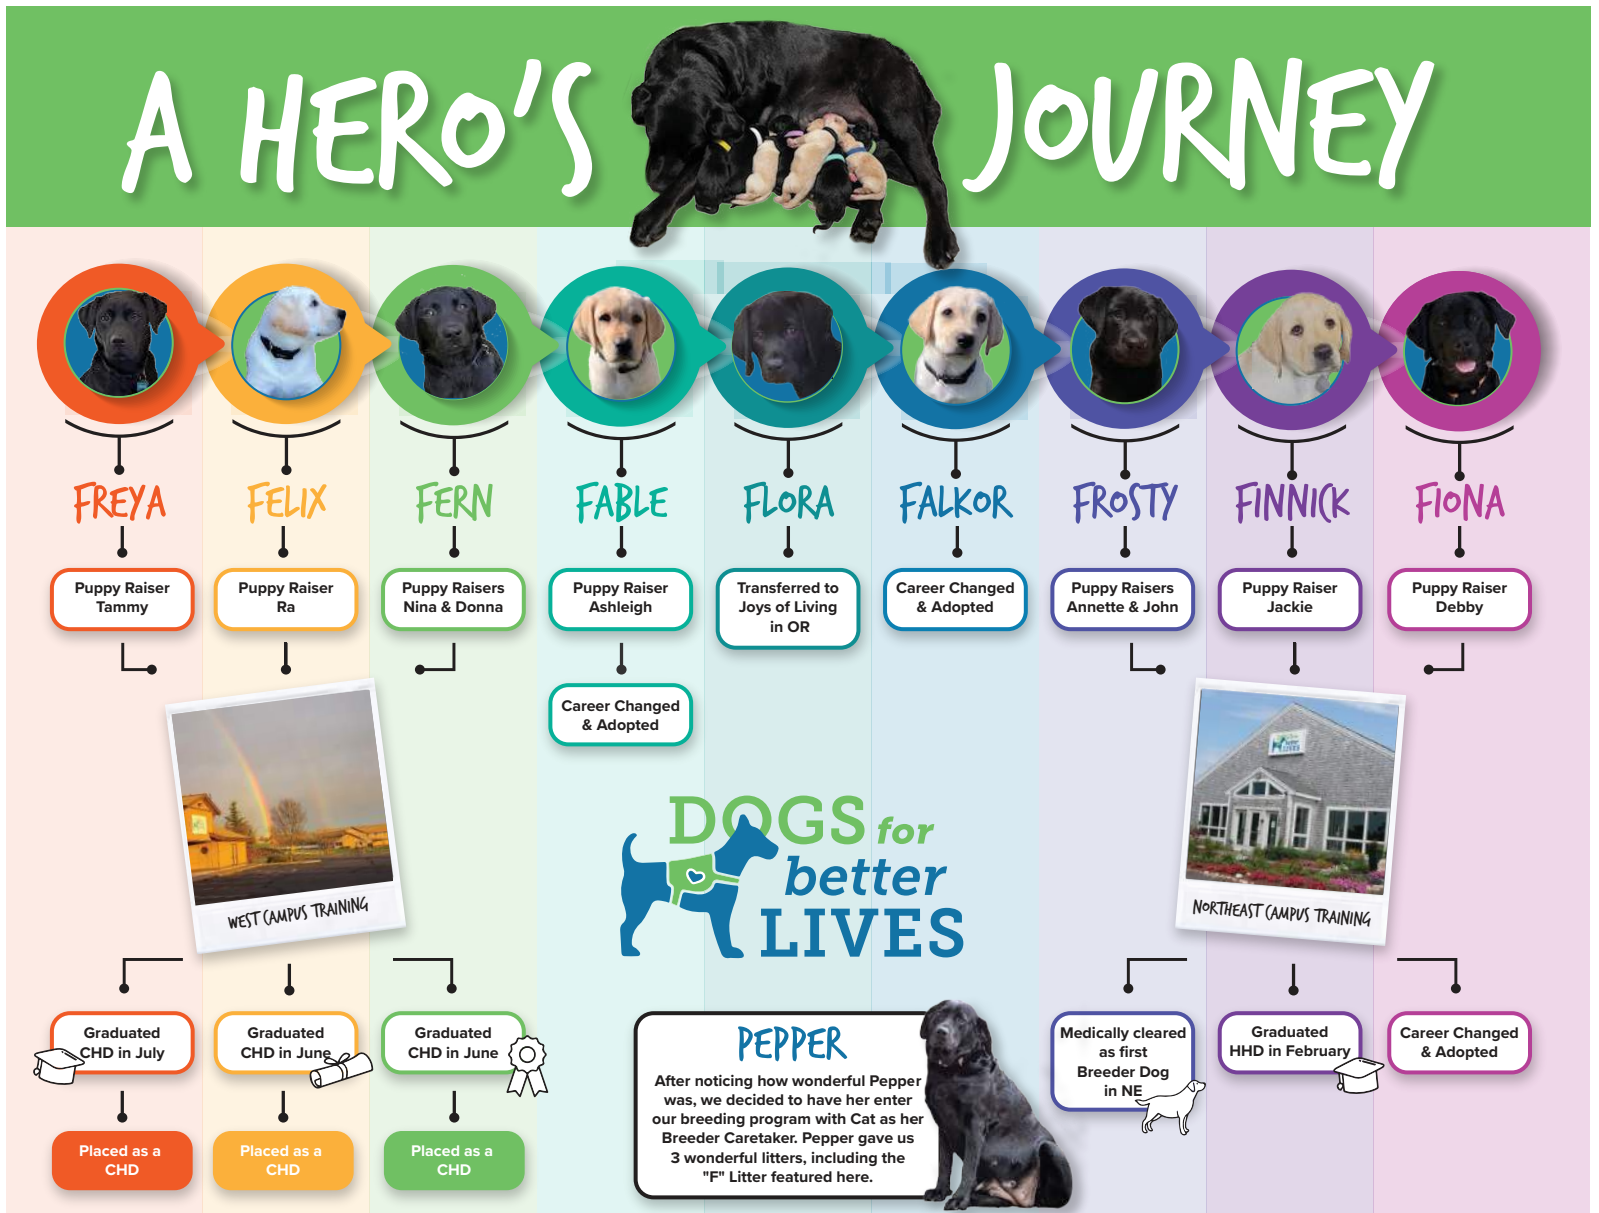 A HERO'S JOURNEY
FREYA
FELIX
FERN
FABLE
FLORA
FALKOR
FROSTY
FINNICK
FIONA
Puppy Raiser
Tammy
Puppy Raiser
Ra
Puppy Raisers
Nina & Donna
Puppy Raiser
Ashleigh
Transferred to
Joys of Living
in OR
Career Changed
& Adopted
Puppy Raisers
Annette & John
Puppy Raiser
Jackie
Puppy Raiser
Debby
Career Changed
& Adopted
WEST CAMPUS TRAINING
DOGS for
better
LIVES
LIVES
NORTHEAST CAMPUS TRAINING
Graduated
CHD in July
Graduated
CHD in June
Graduated
CHD in June
Placed as a
CHD
Placed as a
CHD
Placed as a
CHD
PEPPER
After noticing how wonderful Pepper
was, we decided to have her enter
our breeding program with Cat as her
Breeder Caretaker. Pepper gave us
3 wonderful litters, including the
"F" Litter featured here.
Medically cleared
as first
Breeder Dog
in NE
Graduated
HHD in February
Career Changed
& Adopted